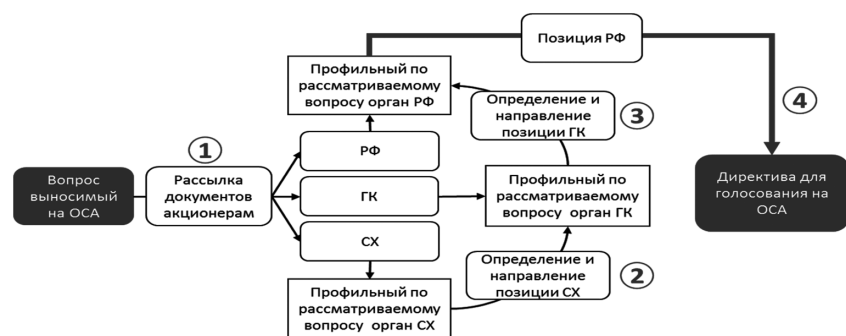 Позиция РФ
Профильный по
рассматриваемому
вопросу орган РФ
Определение и
направление
позиции ГК
3
4
1
РФ
Вопрос
выносимый
на ОСА
Рассылка
документов
акционерам
ГК
Профильный по
рассматриваемому
вопросу орган ГК
Директива для
голосования на
ОСА
СХ
Определение и
направление
позиции СХ
2
Профильный по
рассматриваемому
вопросу орган СХ